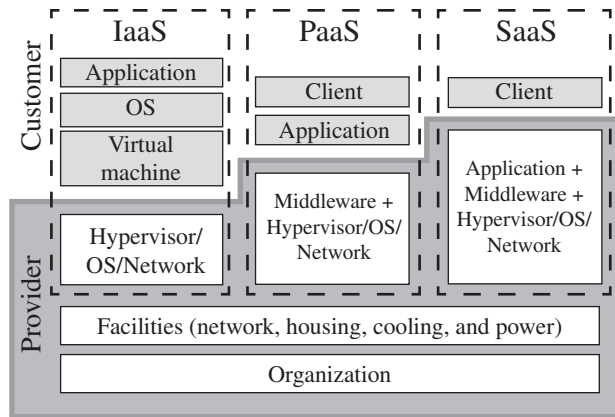 IaaS
PaaS
SaaS
Customer
Application
OS
Virtual
machine
Client
Application
Client
Provider
Hypervisor/
OS/Network
Middleware +
Hypervisor/OS/
Network
Application +
Middleware +
Hypervisor/OS/
Network
Facilities (network, housing, cooling, and power)
Organization